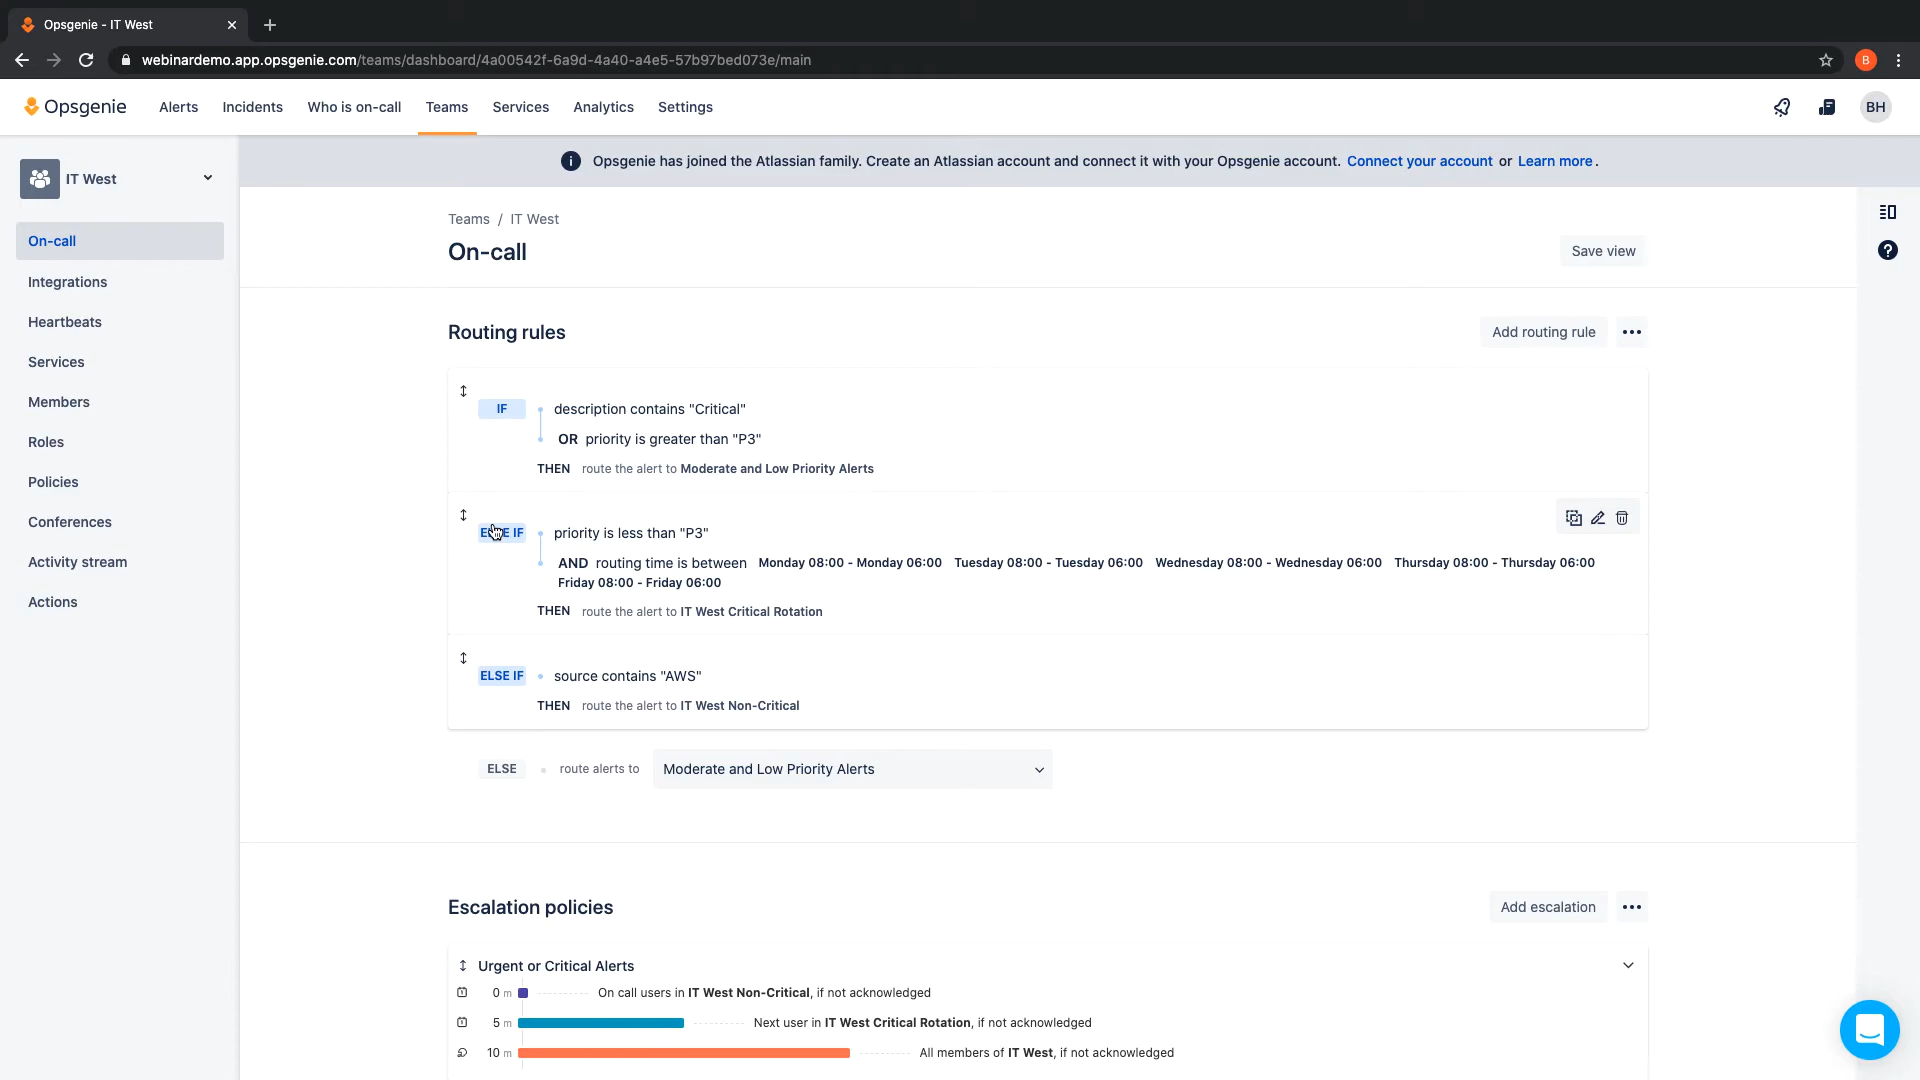 Opsgenie - IT West
webinardemo.app.opsgenie.com/teams/dashboard/4a00542f-6a9d-4a40-a4e5-57b97bed073e/main
B
Opsgenie
Alerts
Incidents
Who is on-call
Teams
Services
Analytics
Settings
BH
IT West
On-call
Integrations
Heartbeats
Services
Members
Roles
Policies
Conferences
Activity stream
Actions
Opsgenie has joined the Atlassian family. Create an Atlassian account and connect it with your Opsgenie account. Connect your account or Learn more.
Teams / IT West
On-call
Save view
Routing rules
Add routing rule
IF description contains "Critical"
OR priority is greater than "P3"
THEN route the alert to Moderate and Low Priority Alerts
ELSE IF priority is less than "P3"
AND routing time is between Monday 08:00 - Monday 06:00 Tuesday 08:00 - Tuesday 06:00 Wednesday 08:00 - Wednesday 06:00 Thursday 08:00 - Thursday 06:00
Friday 08:00 - Friday 06:00
THEN route the alert to IT West Critical Rotation
ELSE IF source contains "AWS"
THEN route the alert to IT West Non-Critical
ELSE route alerts to Moderate and Low Priority Alerts
Escalation policies
Add escalation
Urgent or Critical Alerts
0 m On call users in IT West Non-Critical, if not acknowledged
5 m Next user in IT West Critical Rotation, if not acknowledged
10 m All members of IT West, if not acknowledged